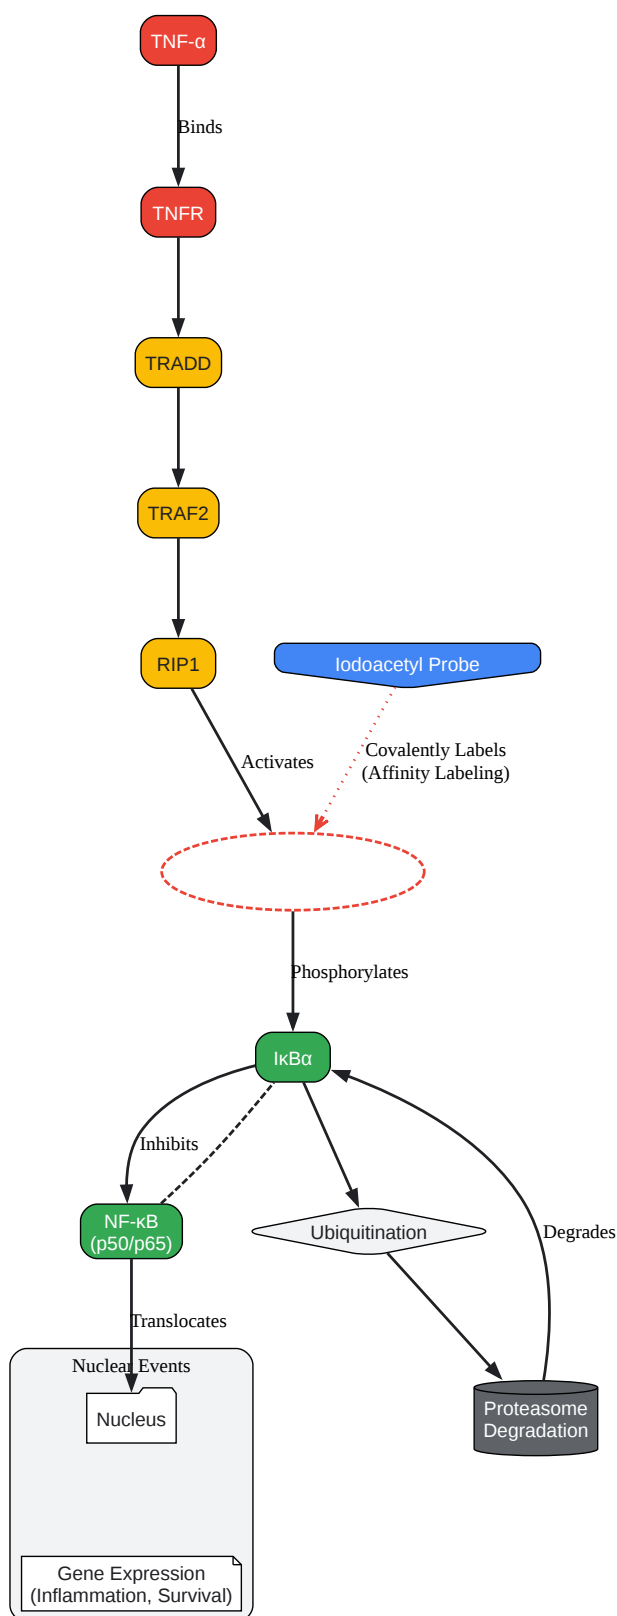 TNF-α
Binds
TNFR
TRADD
TRAF2
RIP1
Iodoacetyl Probe
Activates
Covalently Labels
(Affinity Labeling)
Phosphorylates
IκBα
Inhibits
NF-κB
(p50/p65)
Ubiquitination
Degrades
Translocates
Nuclear Events
Nucleus
Proteasome
Degradation
Gene Expression
(Inflammation, Survival)